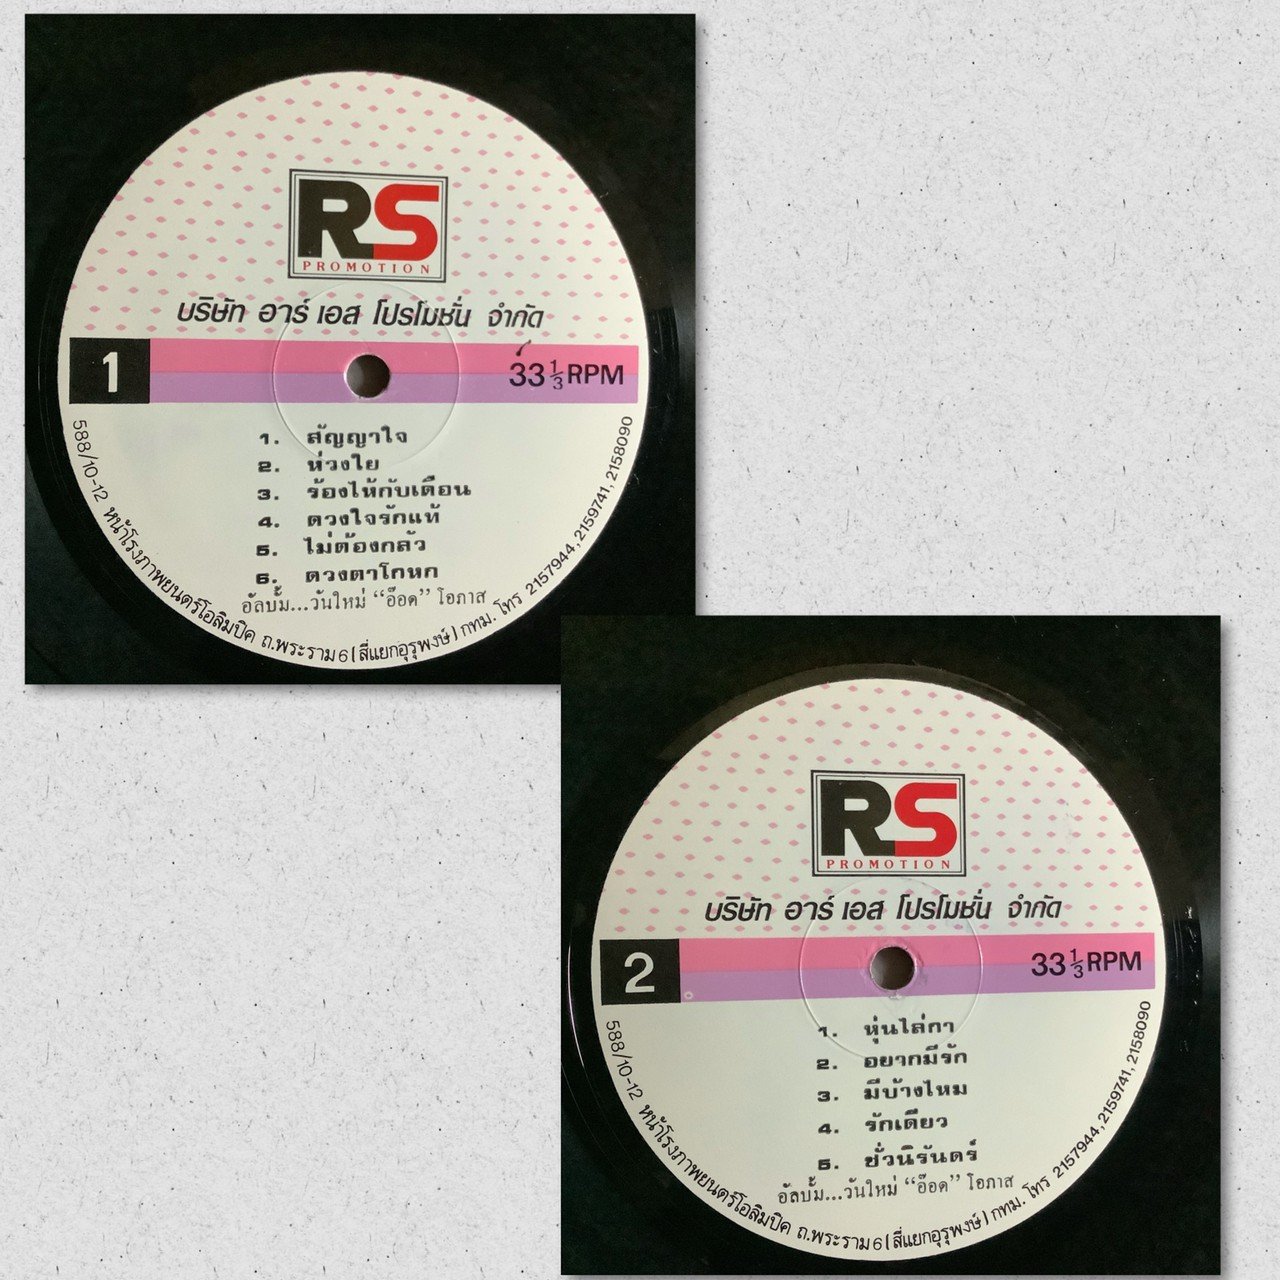 RS
PROMOTION
บริษัท อาร์ เอส โปรโมชั่น จำกัด
1
33 1/3 RPM
1. สัญญาใจ
2. ห่วงใย
3. ร้องไห้กับเดือน
4. ดวงใจรักแท้
5. ไม่ต้องกลัว
6. ดวงตาโกหก
อัลบั้ม...วันใหม่ “อ๊อด” โอภาส
588/10-12 หน้าโรงภาพยนตร์โอลิมปิค ถ.พระราม 6 (สี่แยกอุรุพงษ์) กทม. โทร 2157944, 2159741, 2158090
RS
PROMOTION
บริษัท อาร์ เอส โปรโมชั่น จำกัด
2
33 1/3 RPM
1. หุ่นไล่กา
2. อยากมีรัก
3. มีบ้างไหม
4. รักเดียว
5. ชั่วนิรันดร์
อัลบั้ม...วันใหม่ “อ๊อด” โอภาส
588/10-12 หน้าโรงภาพยนตร์โอลิมปิค ถ.พระราม 6 (สี่แยกอุรุพงษ์) กทม. โทร 2157944, 2159741, 2158090